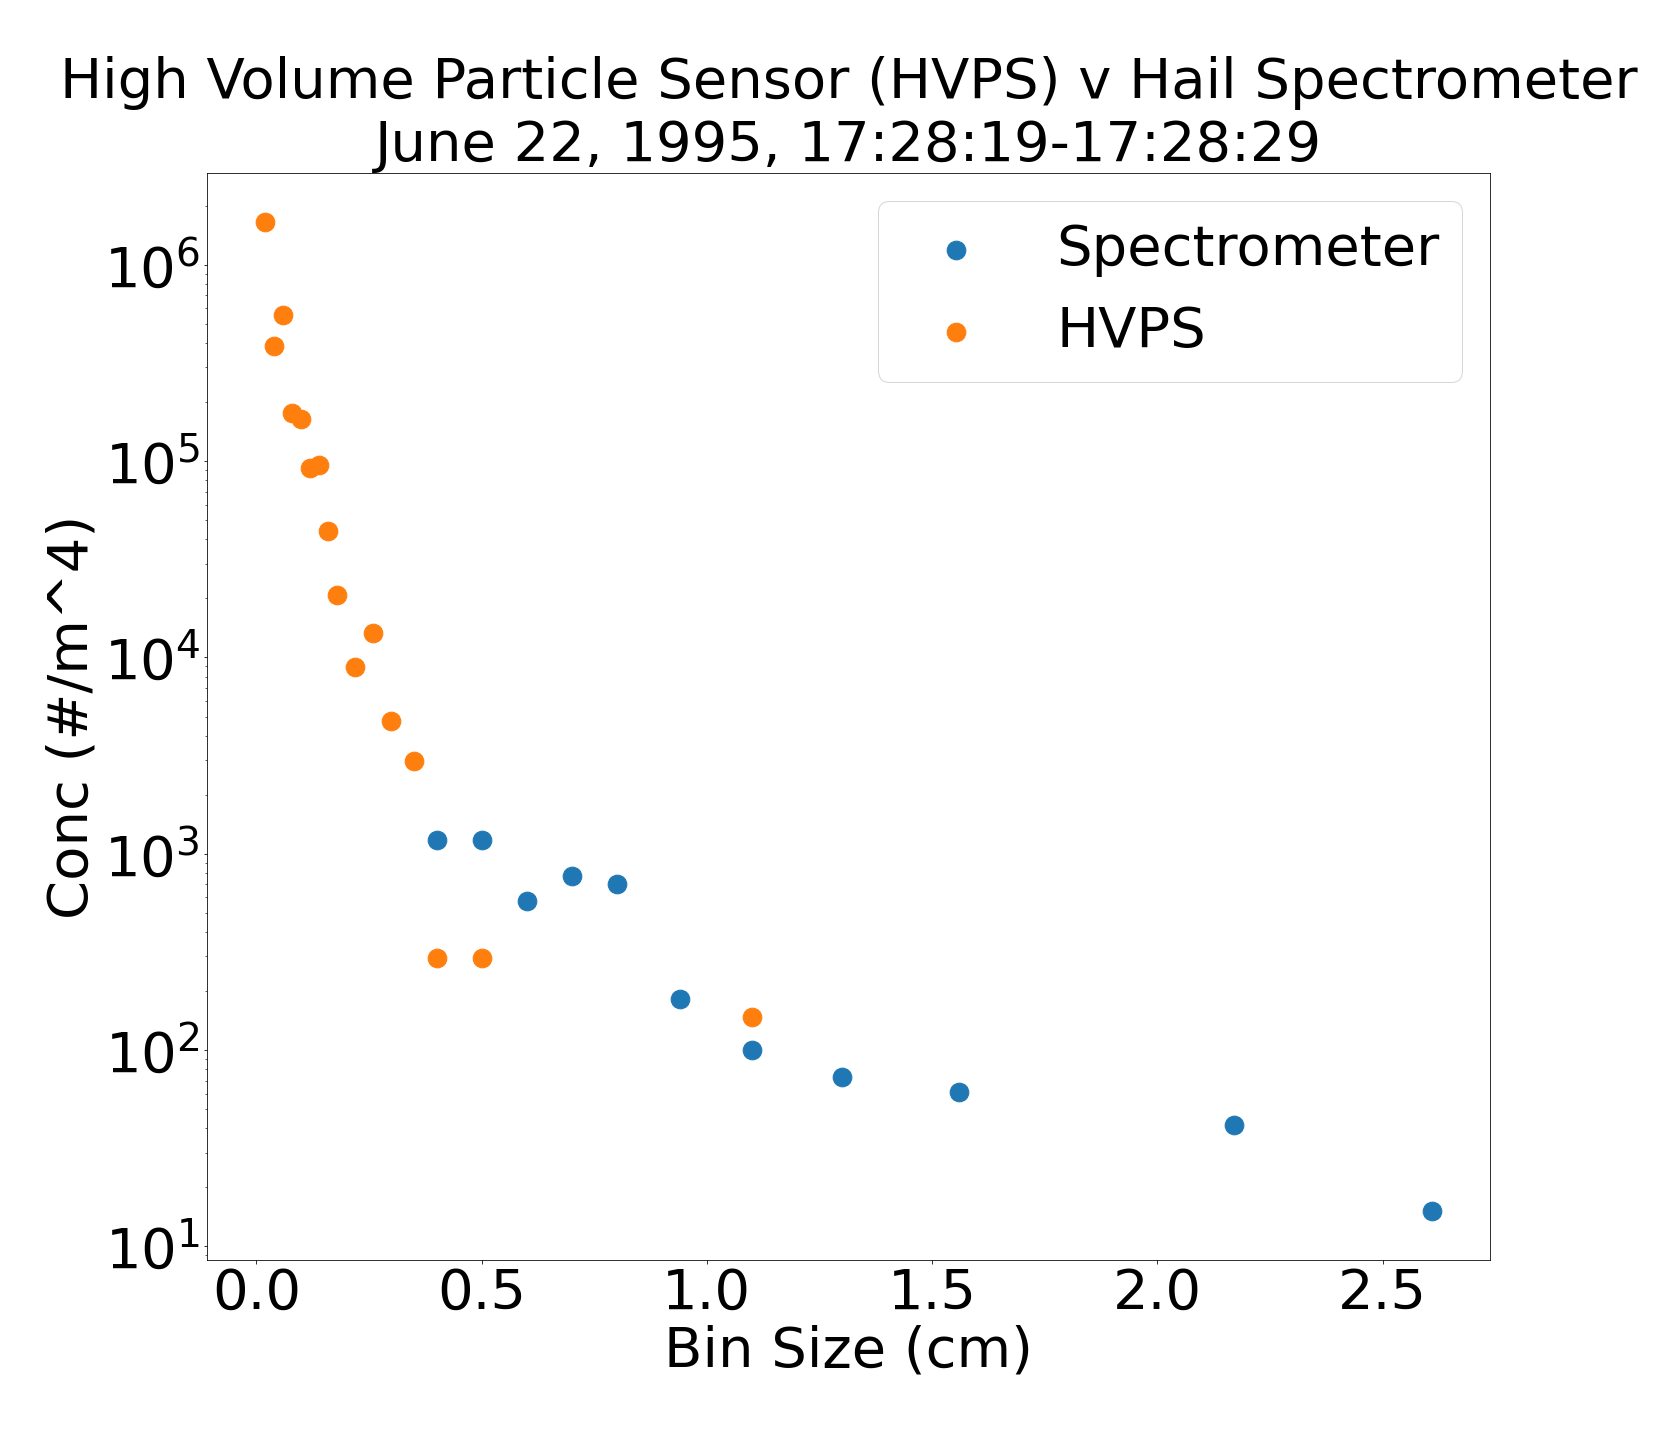 High Volume Particle Sensor (HVPS) v Hail Spectrometer
June 22, 1995, 17:28:19-17:28:29
Spectrometer
HVPS
10^6
10^5
10^4
10^3
10^2
10^1
Conc (#/m^4)
0.0 0.5 1.0 1.5 2.0 2.5
Bin Size (cm)